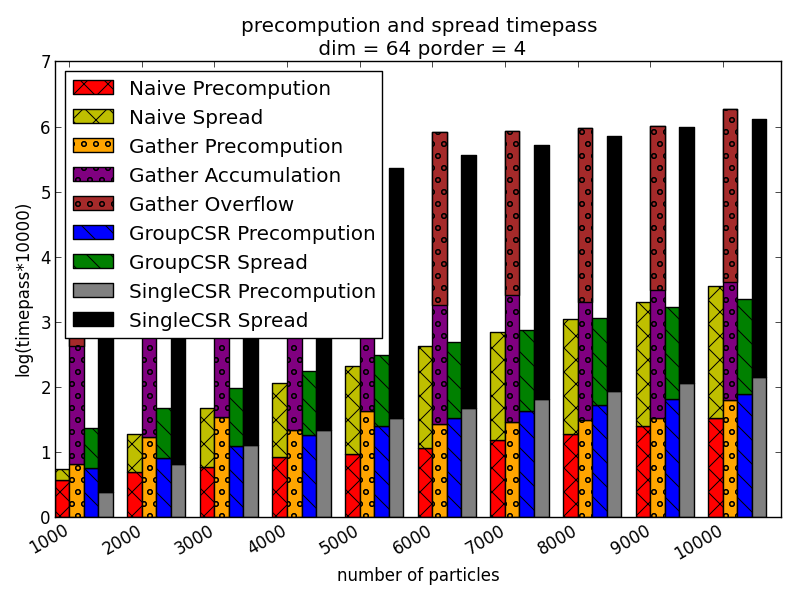 precompution and spread timepass
dim = 64 porder = 4
7
6
5
4
3
2
1
0
log(timepass*10000)
Naive Precompution
Naive Spread
Gather Precompution
Gather Accumulation
Gather Overflow
GroupCSR Precompution
GroupCSR Spread
SingleCSR Precompution
SingleCSR Spread
1000 2000 3000 4000 5000 6000 7000 8000 9000 10000
number of particles